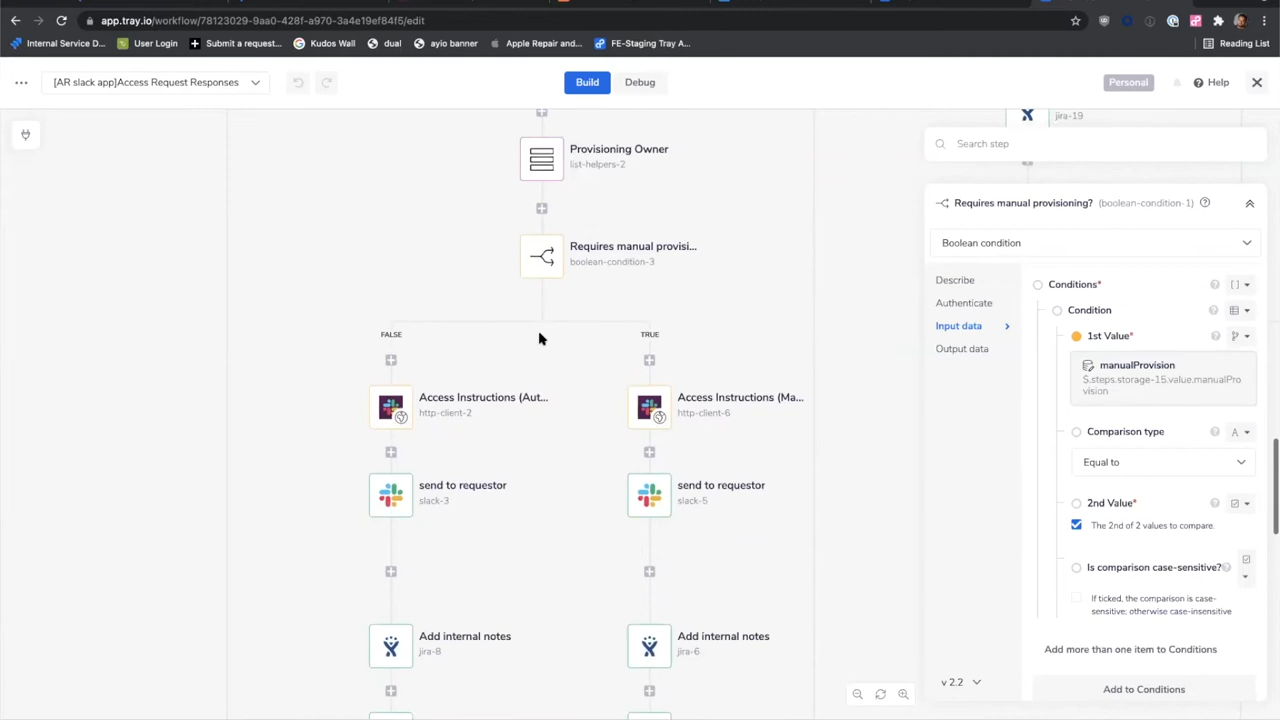 app.tray.io/workflow/78123029-9aa0-428f-a970-3a4e19ef84f5/edit
Internal Service D...
User Login
Submit a request...
Kudos Wall
dual
ayio banner
Apple Repair and...
FE-Staging Tray A...
Reading List
[AR slack app]Access Request Responses
Build
Debug
Personal
Help
jira-19
Search step
Provisioning Owner
list-helpers-2
Requires manual provisi...
boolean-condition-3
FALSE
TRUE
Access Instructions (Aut...
http-client-2
Access Instructions (Ma...
http-client-6
send to requestor
slack-3
send to requestor
slack-5
Add internal notes
jira-8
Add internal notes
jira-6
Requires manual provisioning? (boolean-condition-1)
Boolean condition
Describe
Authenticate
Input data
Output data
Conditions*
Condition
1st Value*
manualProvision
$.steps.storage-15.value.manualPro
vision
Comparison type
A
Equal to
2nd Value*
The 2nd of 2 values to compare.
Is comparison case-sensitive?
If ticked, the comparison is case-
sensitive; otherwise case-insensitive
Add more than one item to Conditions
v 2.2
Add to Conditions